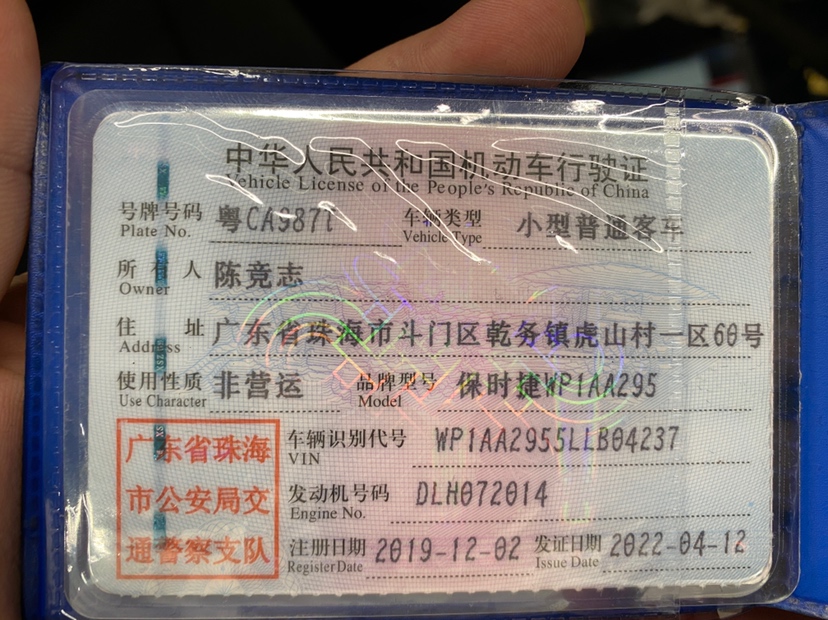 中华人民共和国机动车行驶证
Vehicle License of the People's Republic of China
号牌号码 粤CA987 车辆类型 小型普通客车
Plate No. Vehicle Type
所有人 陈竞志
Owner
住址 广东省珠海市斗门区乾务镇虎山村一区60号
Address
使用性质 非营运 品牌型号 保时捷WP1AA295
Use Character Model
广东省珠海
市公安局交
通警察支队
车辆识别代号 WP1AA2955LLB04237
VIN
发动机号码 DLH072014
Engine No.
注册日期 2019-12-02 发证日期 2022-04-12
Register Date Issue Date